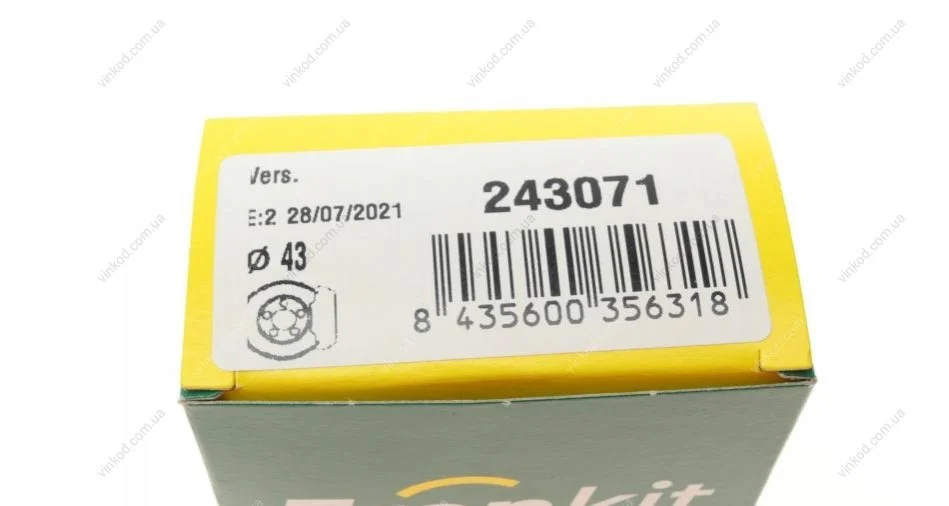 Vers.
243071
E:2 28/07/2021
Ø 43
8 435600 356318
vinkod.com.ua